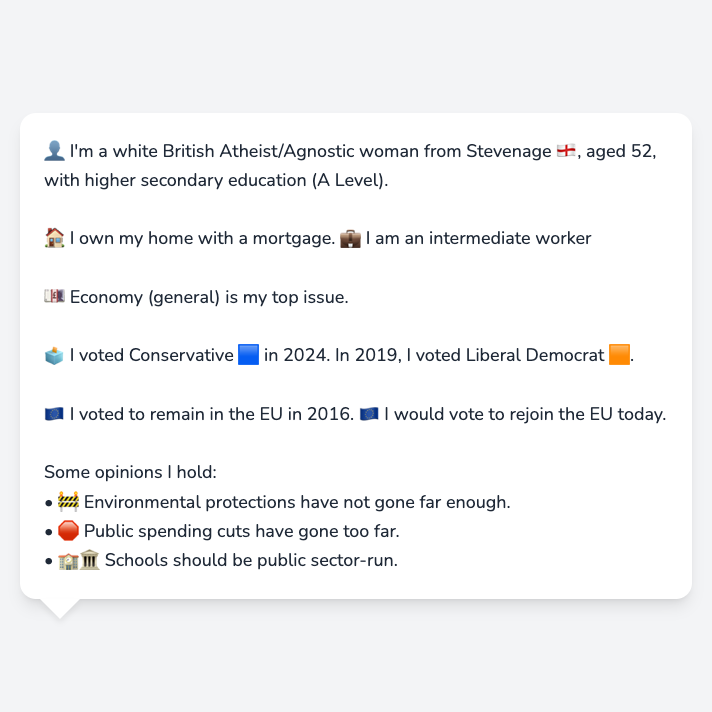 👤 I'm a white British Atheist/Agnostic woman from Stevenage 🏴󠁧󠁢󠁥󠁮󠁧󠁿, aged 52,
with higher secondary education (A Level).
🏠 I own my home with a mortgage. 💼 I am an intermediate worker
💷 Economy (general) is my top issue.
🗳️ I voted Conservative 🟦 in 2024. In 2019, I voted Liberal Democrat 🟧.
🇪🇺 I voted to remain in the EU in 2016. 🇪🇺 I would vote to rejoin the EU today.
Some opinions I hold:
• 🚧 Environmental protections have not gone far enough.
• 🛑 Public spending cuts have gone too far.
• 🏫🏛️ Schools should be public sector-run.